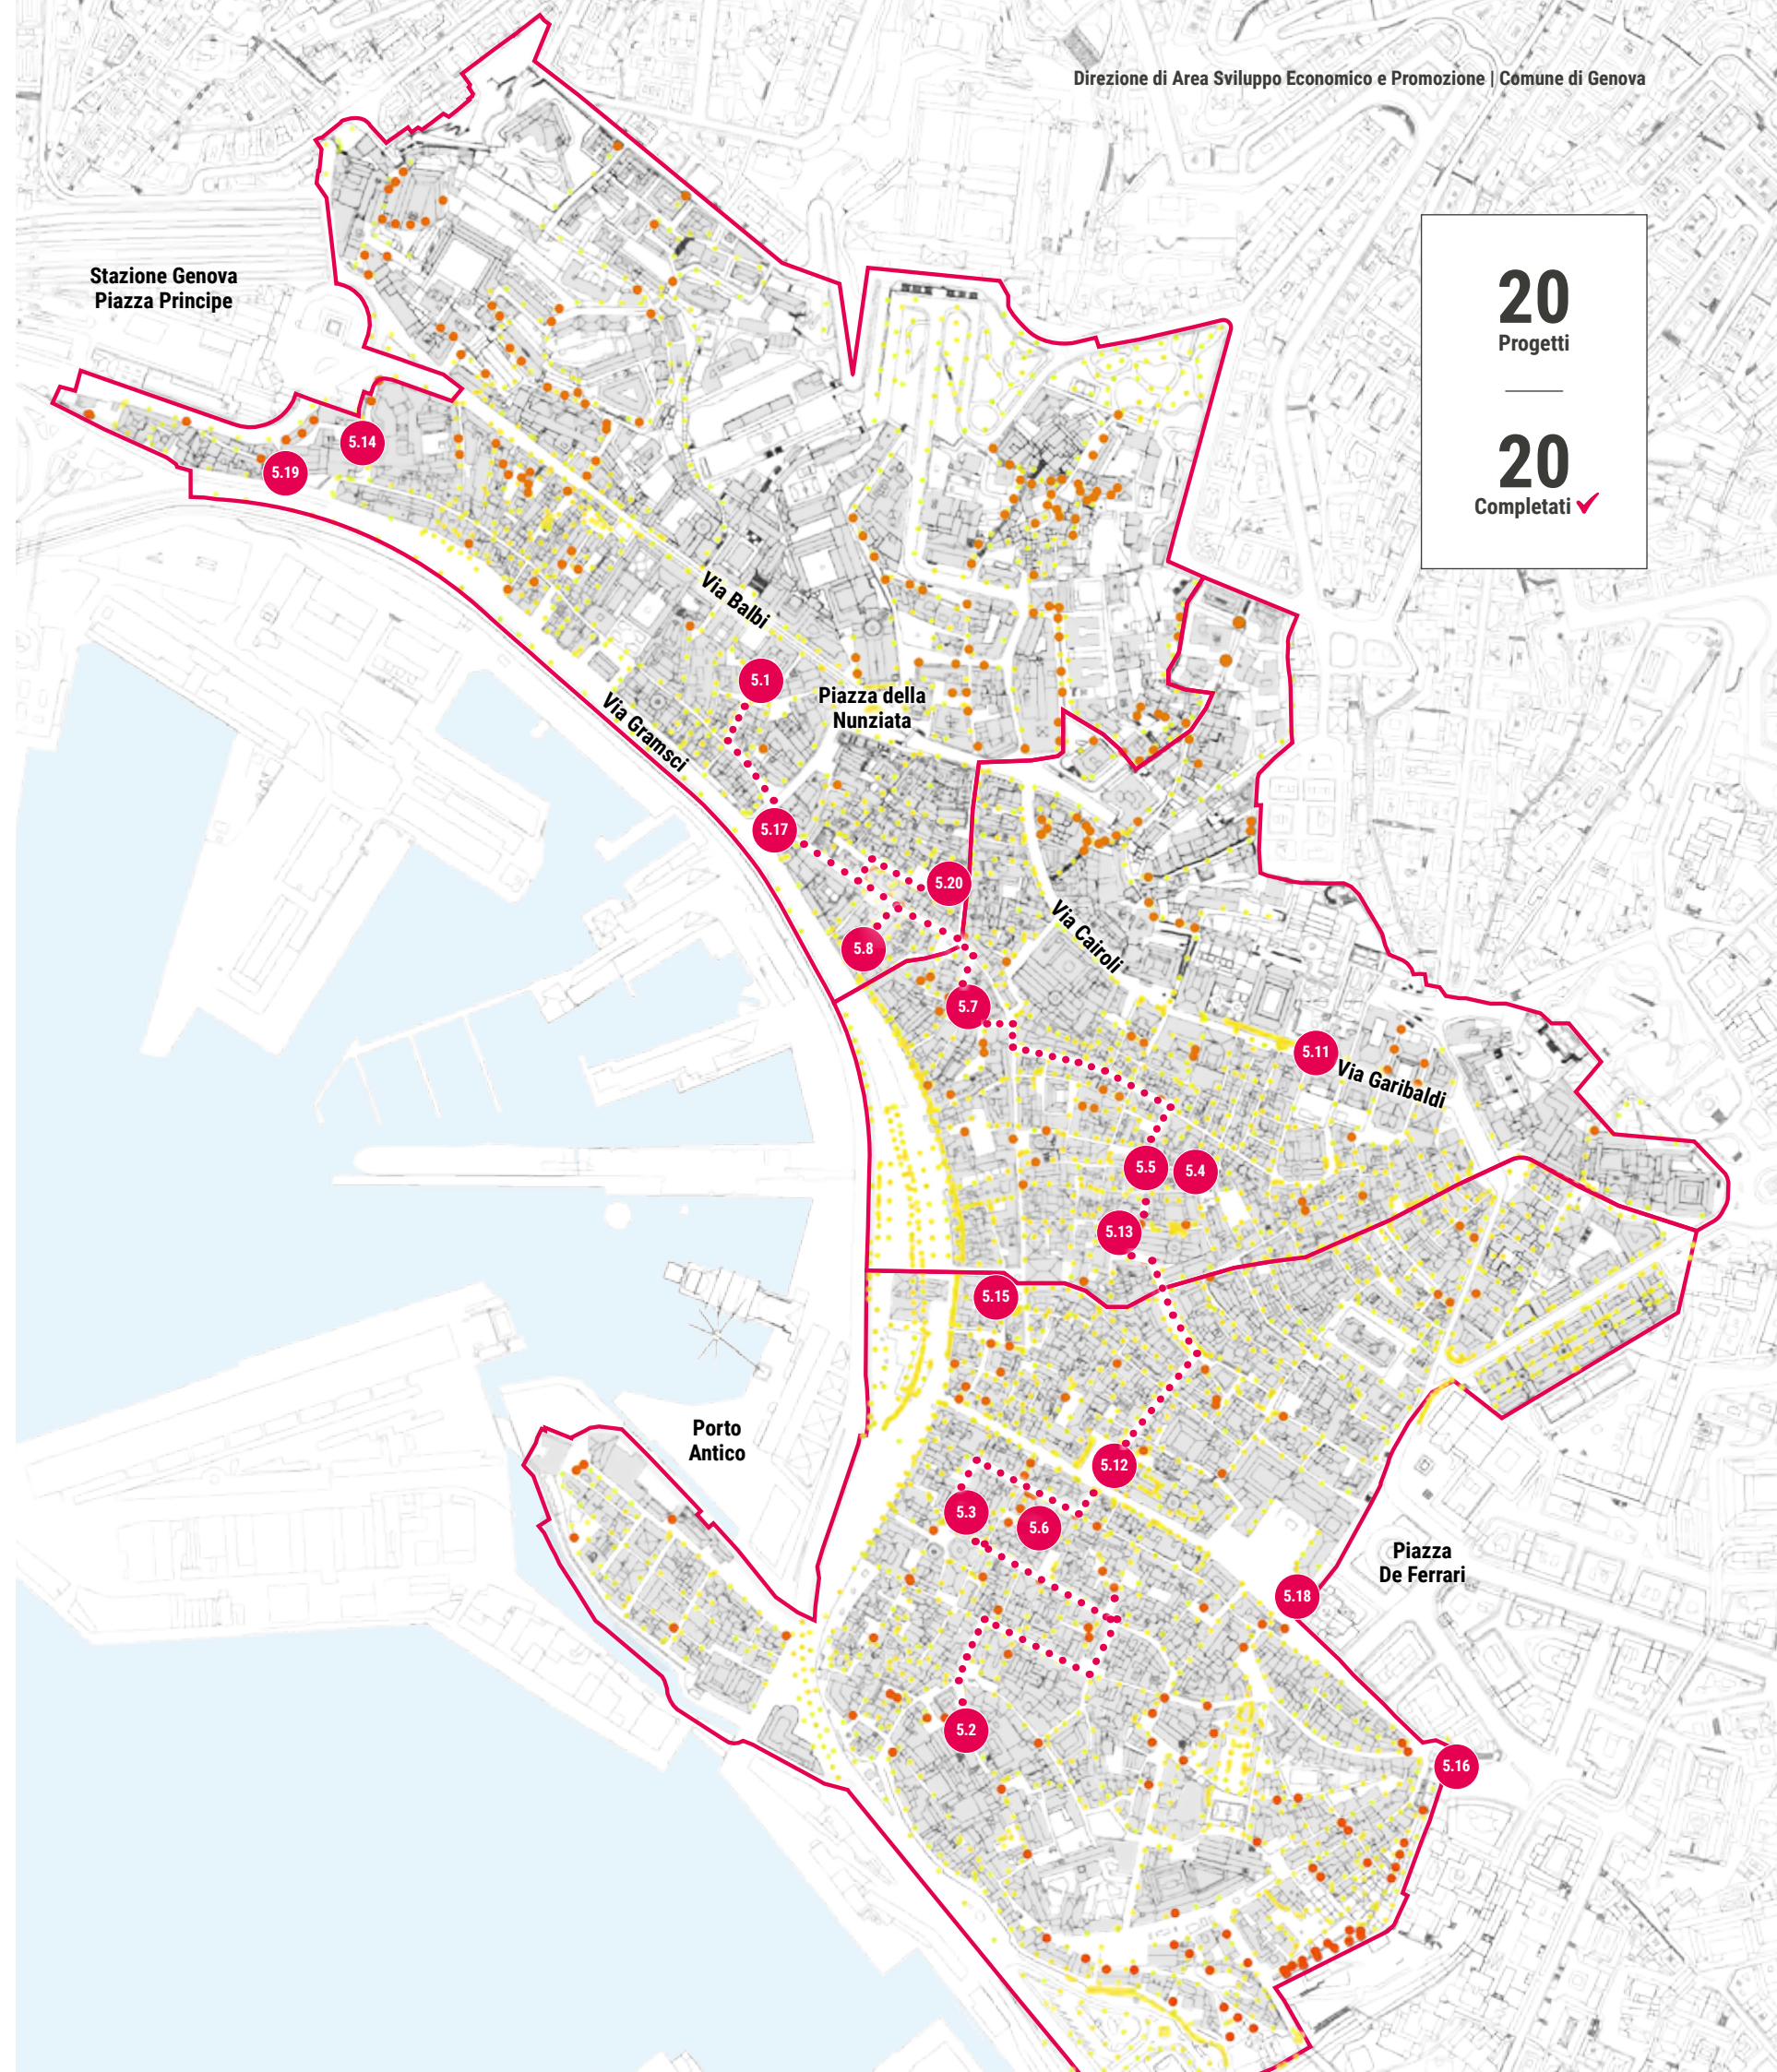 Direzione di Area Sviluppo Economico e Promozione | Comune di Genova
20
Progetti
20
Completati
Stazione Genova
Piazza Principe
5.14
5.19
Via Balbi
5.1
Piazza della
Nunziata
Via Gramsci
5.17
5.20
5.8
Via Cairoli
5.7
5.11
Via Garibaldi
5.5
5.4
5.13
5.15
Porto
Antico
5.12
5.3
5.6
Piazza
De Ferrari
5.18
5.2
5.16